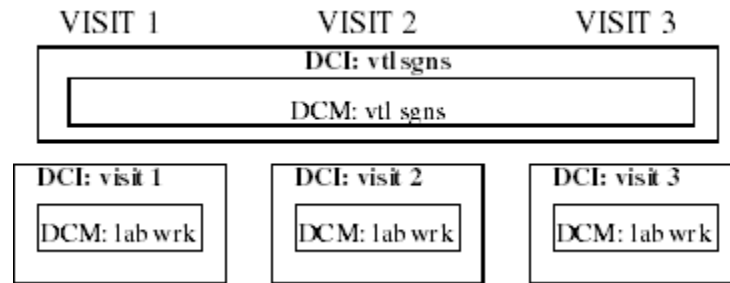 VISIT 1 VISIT 2 VISIT 3
DCI: vtl sgns
DCM: vtl sgns
DCI: visit 1 DCI: visit 2 DCI: visit 3
DCM: lab wrk DCM: lab wrk DCM: lab wrk